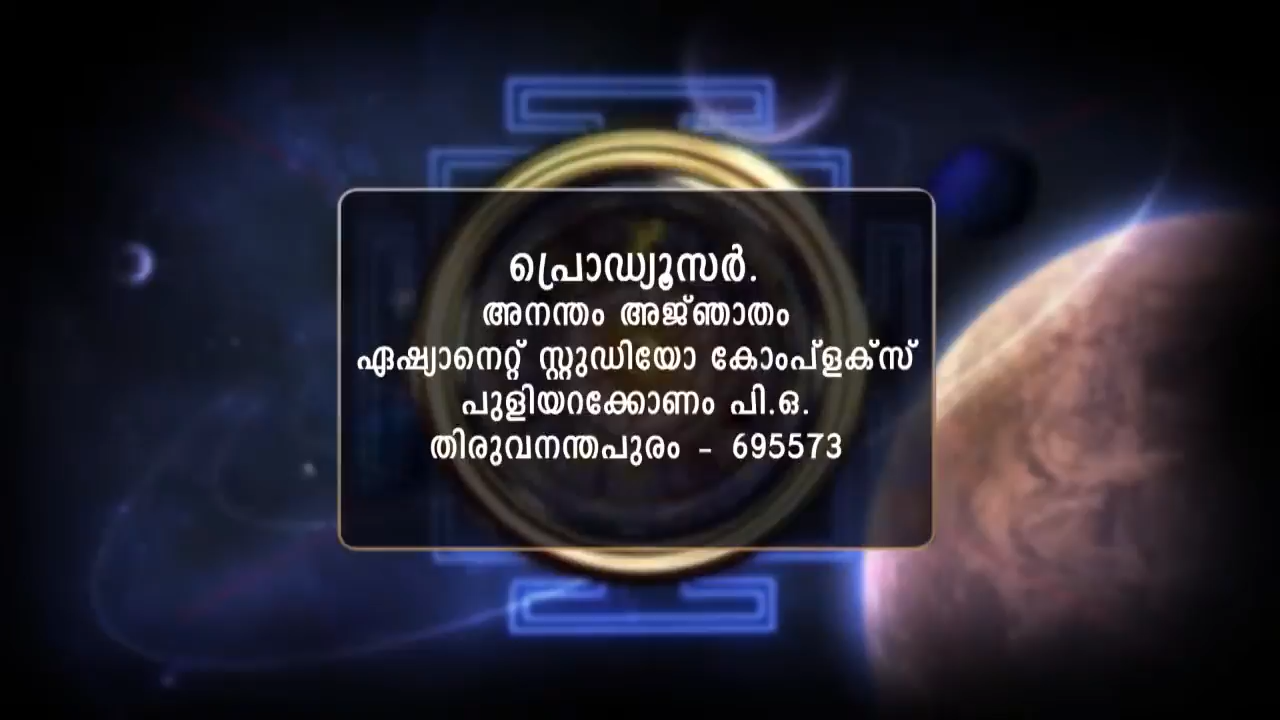 പ്രൊഡ്യൂസർ.
അനന്തം അജ്ഞാതം
ഏഷ്യാനെറ്റ് സ്റ്റുഡിയോ കോംപ്ളക്സ്
പുളിയറക്കോണം പി.ഒ.
തിരുവനന്തപുരം - 695573